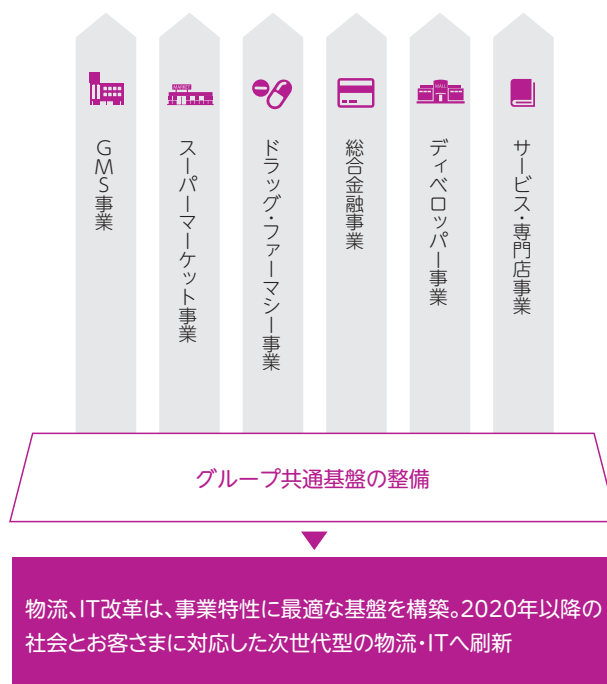 MARKET
MALL
GMS事業
スーパーマーケット事業
ドラッグ・ファーマシー事業
総合金融事業
ディベロッパー事業
サービス・専門店事業
グループ共通基盤の整備
物流、IT改革は、事業特性に最適な基盤を構築。2020年以降の
社会とお客さまに対応した次世代型の物流・ITへ刷新